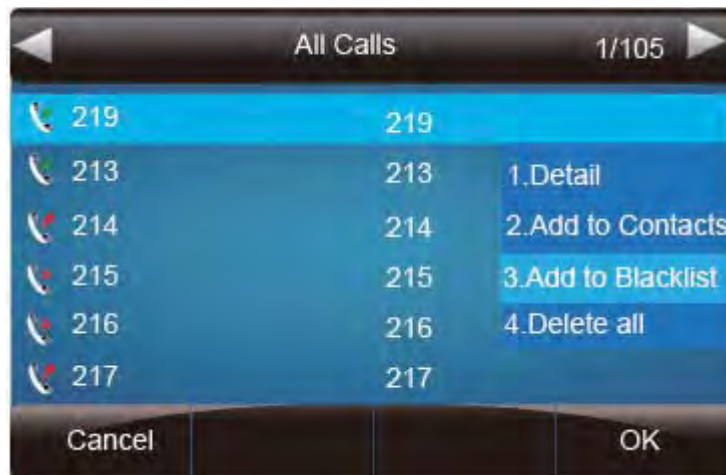 All Calls 1/105
219 219
213 213 1.Detail
214 214 2.Add to Contacts
215 215 3.Add to Blacklist
216 216 4.Delete all
217 217
Cancel OK